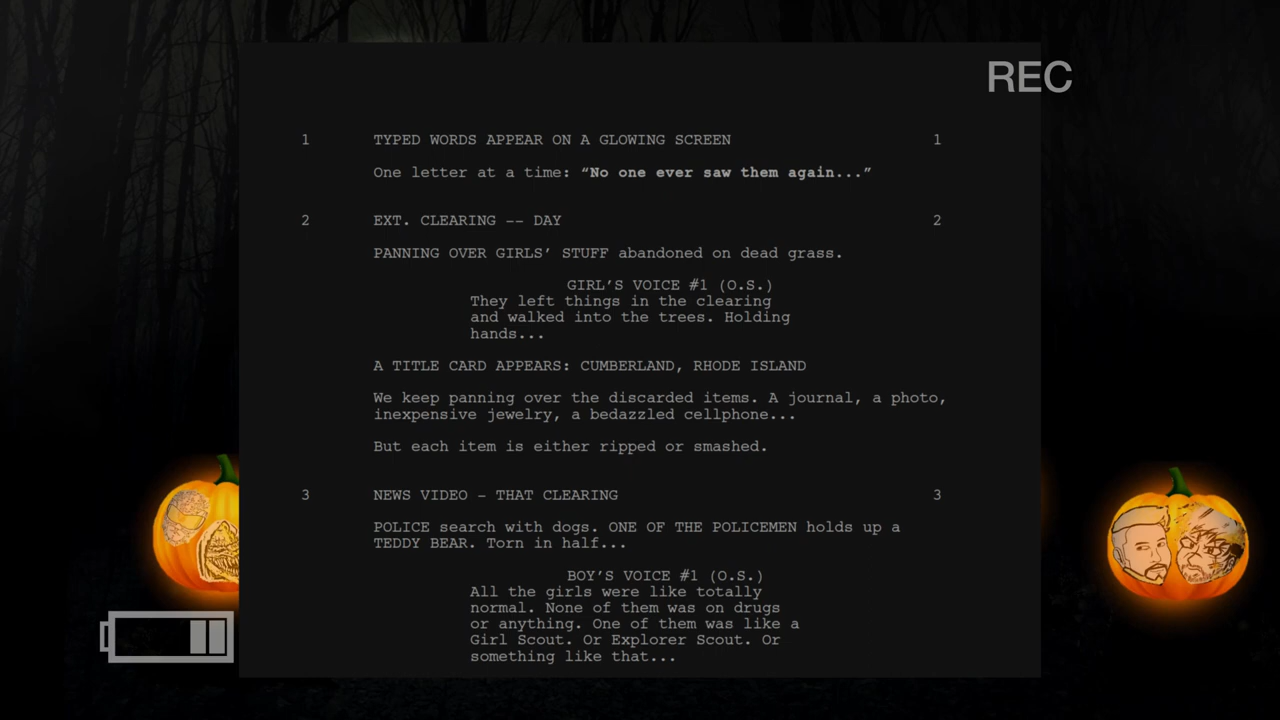 REC
1 TYPED WORDS APPEAR ON A GLOWING SCREEN 1
One letter at a time: “No one ever saw them again...”
2 EXT. CLEARING -- DAY 2
PANNING OVER GIRLS’ STUFF abandoned on dead grass.
GIRL’S VOICE #1 (O.S.)
They left things in the clearing
and walked into the trees. Holding
hands...
A TITLE CARD APPEARS: CUMBERLAND, RHODE ISLAND
We keep panning over the discarded items. A journal, a photo,
inexpensive jewelry, a bedazzled cellphone...
But each item is either ripped or smashed.
3 NEWS VIDEO - THAT CLEARING 3
POLICE search with dogs. ONE OF THE POLICEMEN holds up a
TEDDY BEAR. Torn in half...
BOY’S VOICE #1 (O.S.)
All the girls were like totally
normal. None of them was on drugs
or anything. One of them was like a
Girl Scout. Or Explorer Scout. Or
something like that...